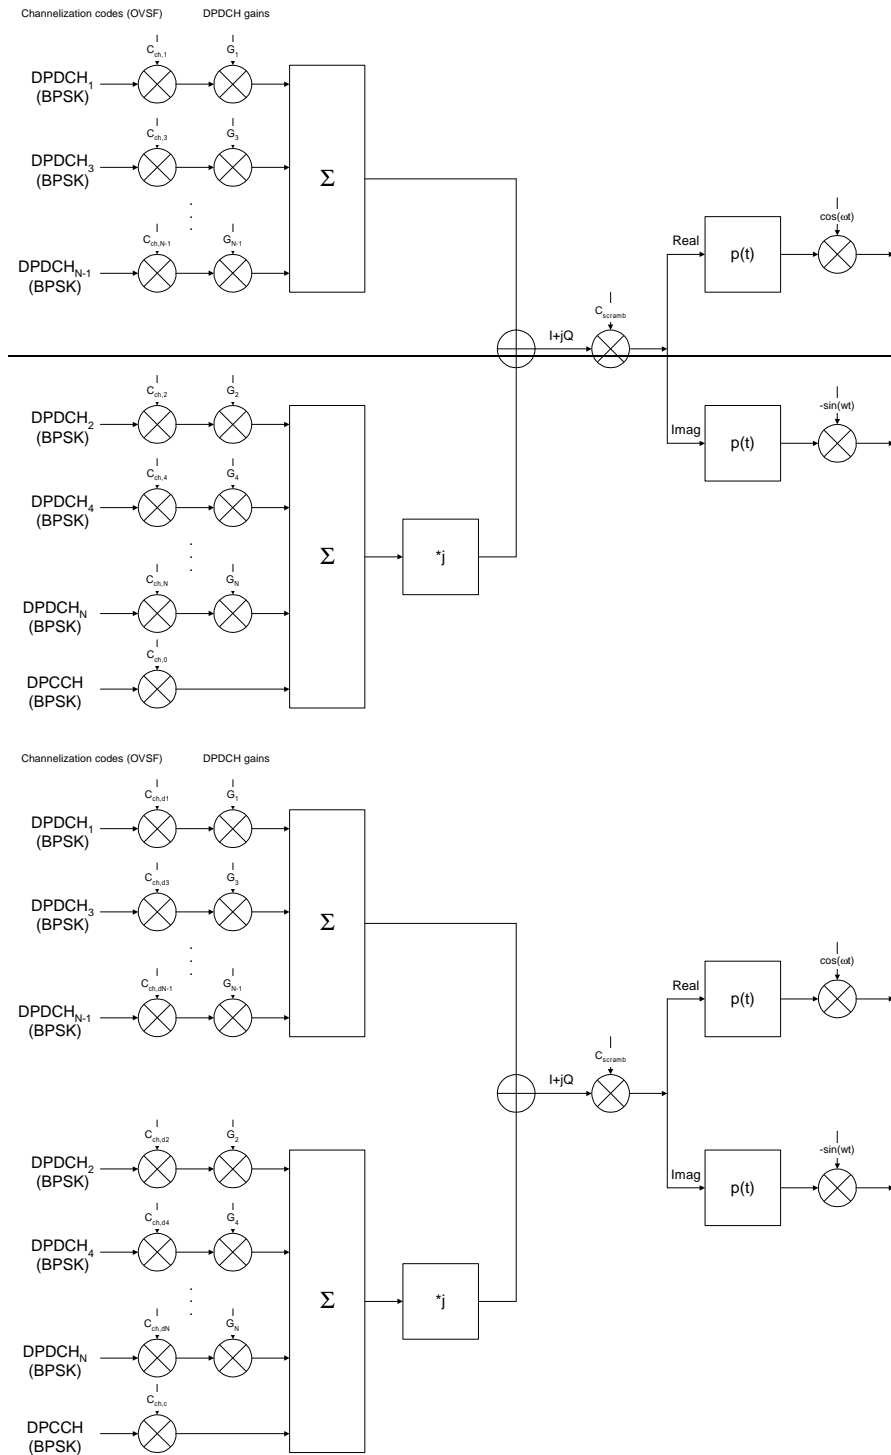 Channelization codes (OVSF) DPDCH gains
C_ch,1 G_1
DPDCH_1
(BPSK)
C_ch,3 G_3
DPDCH_3
(BPSK)
Σ
. . . .
C_ch,N-1 G_N-1
DPDCH_N-1
(BPSK)
cos(ωt)
Real p(t)
C_scramb
I+jQ
C_ch,2 G_2
DPDCH_2
(BPSK)
-sin(wt)
Imag p(t)
C_ch,4 G_4
DPDCH_4
(BPSK)
. . . .
Σ *j
C_ch,N G_N
DPDCH_N
(BPSK)
C_ch,0
DPCCH
(BPSK)
Channelization codes (OVSF) DPDCH gains
C_ch,d1 G_1
DPDCH_1
(BPSK)
C_ch,d3 G_3
DPDCH_3
(BPSK)
Σ
. . . .
C_ch,dN-1 G_N-1
DPDCH_N-1
(BPSK)
cos(ωt)
Real p(t)
C_scramb
I+jQ
C_ch,d2 G_2
DPDCH_2
(BPSK)
-sin(wt)
Imag p(t)
C_ch,d4 G_4
DPDCH_4
(BPSK)
. . . .
Σ *j
C_ch,dN G_N
DPDCH_N
(BPSK)
C_ch,c
DPCCH
(BPSK)